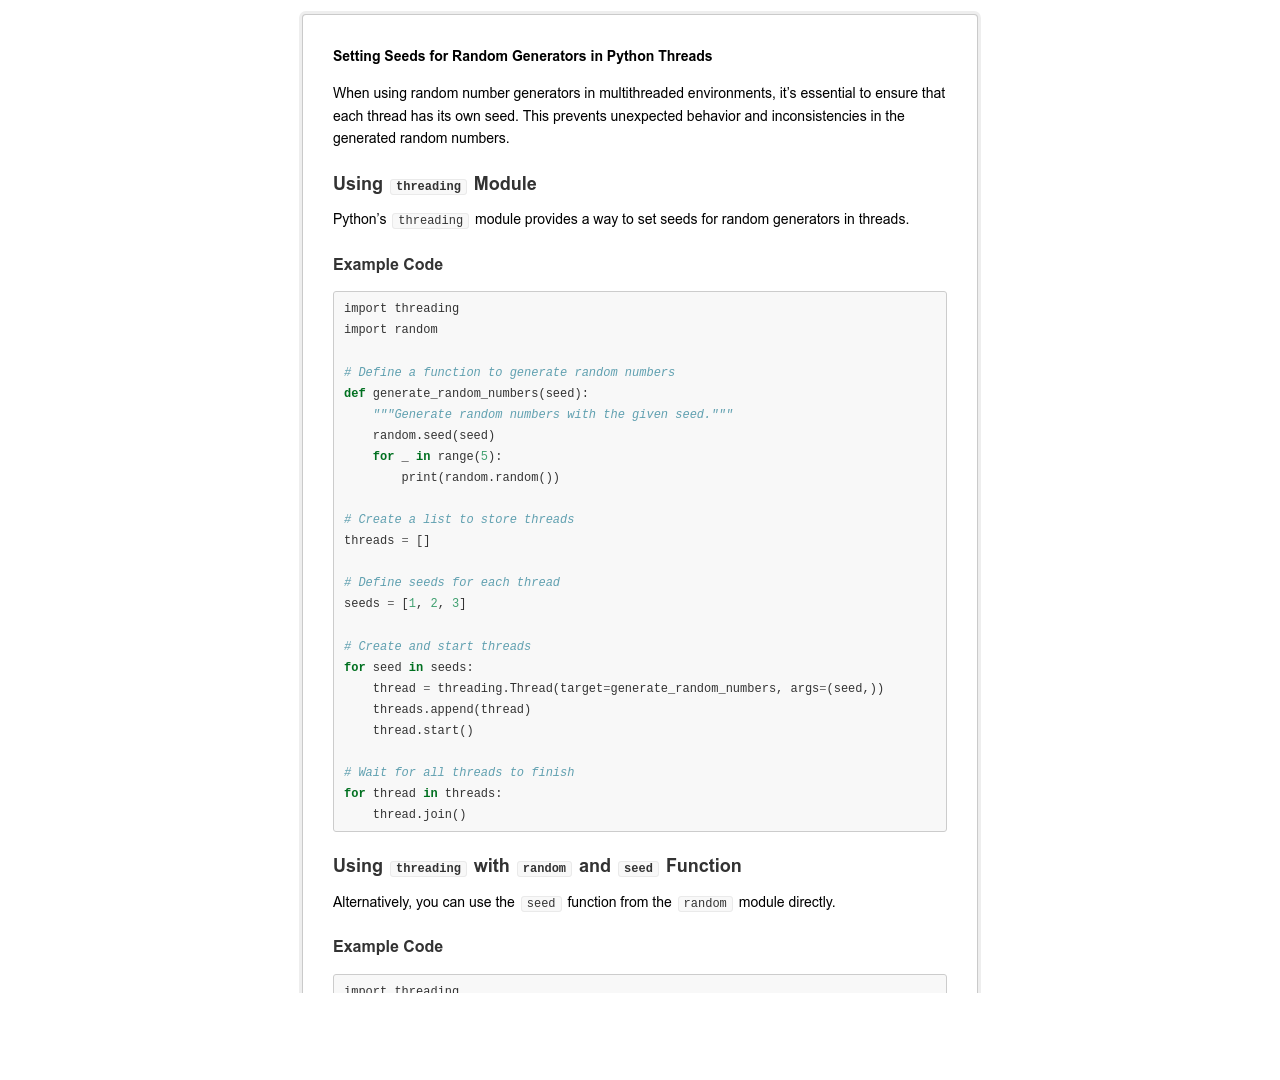 Setting Seeds for Random Generators in Python Threads
When using random number generators in multithreaded environments, it’s essential to ensure that
each thread has its own seed. This prevents unexpected behavior and inconsistencies in the
generated random numbers.
Using threading Module
Python’s threading module provides a way to set seeds for random generators in threads.
Example Code
import threading
import random
# Define a function to generate random numbers
def generate_random_numbers(seed):
    """Generate random numbers with the given seed."""
    random.seed(seed)
    for _ in range(5):
        print(random.random())
# Create a list to store threads
threads = []
# Define seeds for each thread
seeds = [1, 2, 3]
# Create and start threads
for seed in seeds:
    thread = threading.Thread(target=generate_random_numbers, args=(seed,))
    threads.append(thread)
    thread.start()
# Wait for all threads to finish
for thread in threads:
    thread.join()
Using threading with random and seed Function
Alternatively, you can use the seed function from the random module directly.
Example Code
import threading